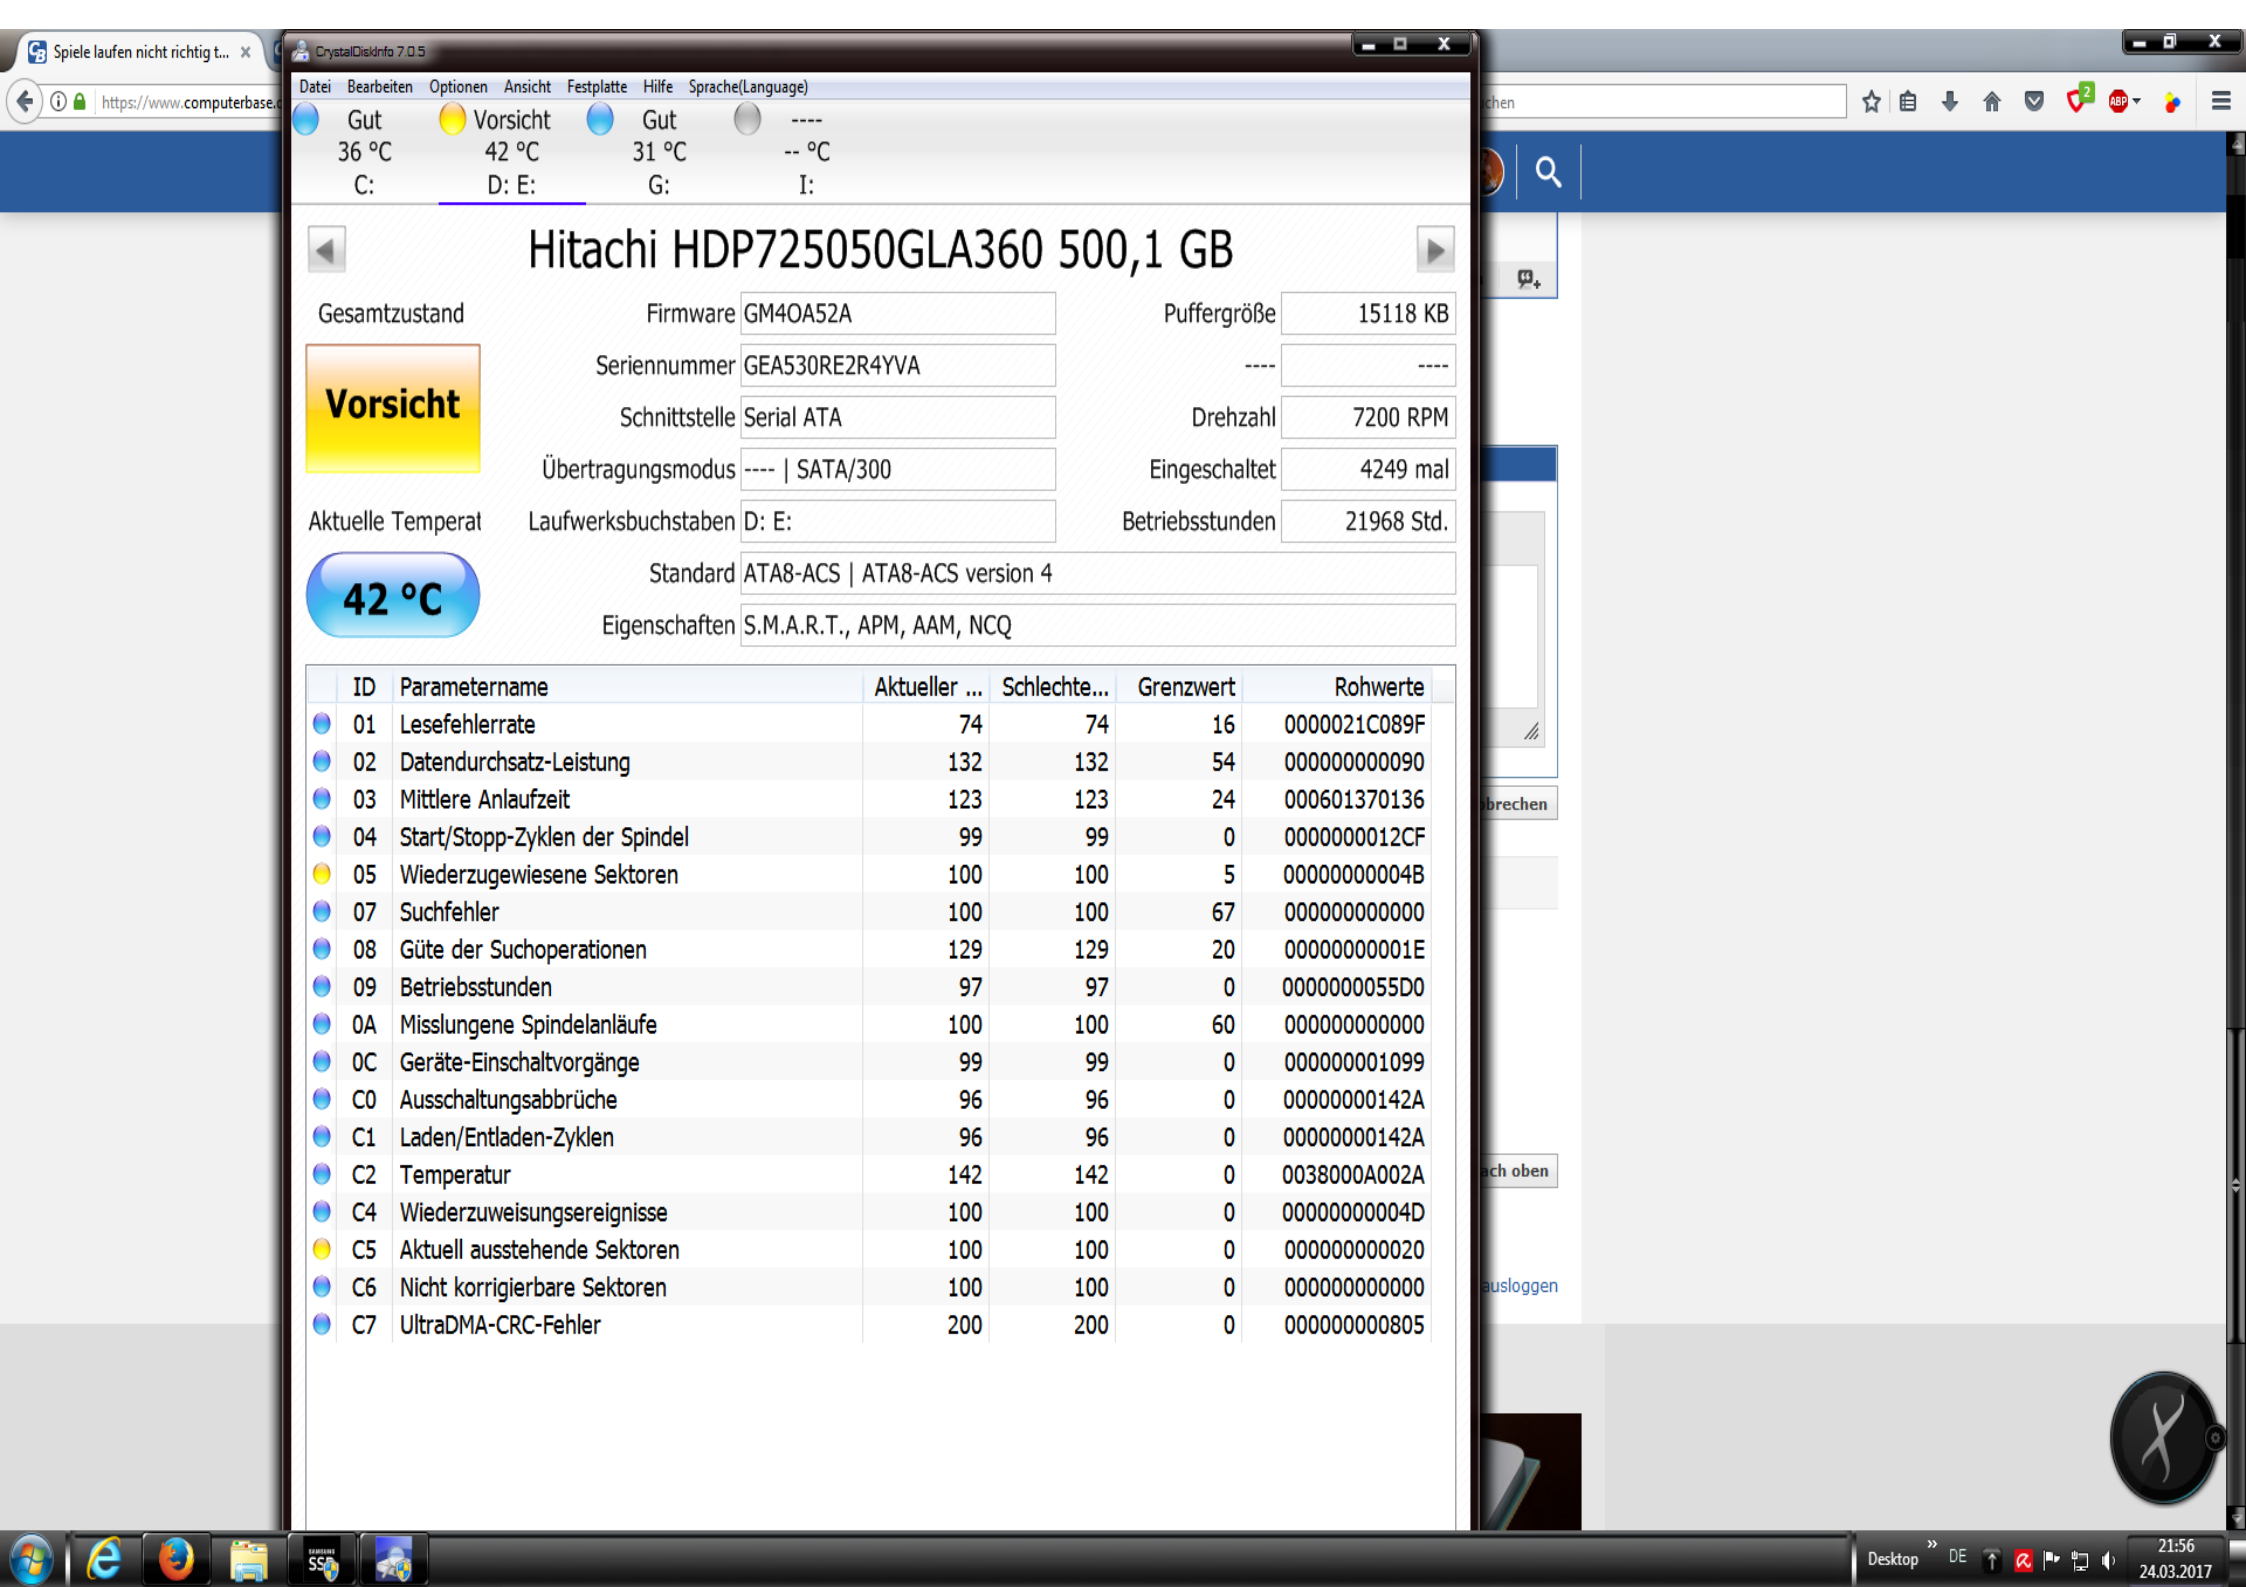 Spiele laufen nicht richtig t...
CrystalDiskInfo 7.0.5
https://www.computerbase.
Datei Bearbeiten Optionen Ansicht Festplatte Hilfe Sprache(Language)
Gut Vorsicht Gut ----
36 °C 42 °C 31 °C -- °C
C: D: E: G: I:
2
ABP
Hitachi HDP725050GLA360 500,1 GB
Gesamtzustand
Vorsicht
Aktuelle Temperat
42 °C
Firmware GM4OA52A Puffergröße 15118 KB
Seriennummer GEA530RE2R4YVA ---- ----
Schnittstelle Serial ATA Drehzahl 7200 RPM
Übertragungsmodus ---- | SATA/300 Eingeschaltet 4249 mal
Laufwerksbuchstaben D: E: Betriebsstunden 21968 Std.
Standard ATA8-ACS | ATA8-ACS version 4
Eigenschaften S.M.A.R.T., APM, AAM, NCQ
ID Parametername Aktueller ... Schlechte... Grenzwert Rohwerte
01 Lesefehlerrate 74 74 16 0000021C089F
02 Datendurchsatz-Leistung 132 132 54 000000000090
03 Mittlere Anlaufzeit 123 123 24 000601370136
04 Start/Stopp-Zyklen der Spindel 99 99 0 0000000012CF
05 Wiederzugewiesene Sektoren 100 100 5 00000000004B
07 Suchfehler 100 100 67 000000000000
08 Güte der Suchoperationen 129 129 20 00000000001E
09 Betriebsstunden 97 97 0 0000000055D0
0A Misslungene Spindelanläufe 100 100 60 000000000000
0C Geräte-Einschaltvorgänge 99 99 0 000000001099
C0 Ausschaltungsabbrüche 96 96 0 00000000142A
C1 Laden/Entladen-Zyklen 96 96 0 00000000142A
C2 Temperatur 142 142 0 0038000A002A
C4 Wiederzuweisungsereignisse 100 100 0 00000000004D
C5 Aktuell ausstehende Sektoren 100 100 0 000000000020
C6 Nicht korrigierbare Sektoren 100 100 0 000000000000
C7 UltraDMA-CRC-Fehler 200 200 0 000000000805
chen
brechen
ach oben
ausloggen
SAMSUNG
SSD
Desktop
DE
21:56
24.03.2017